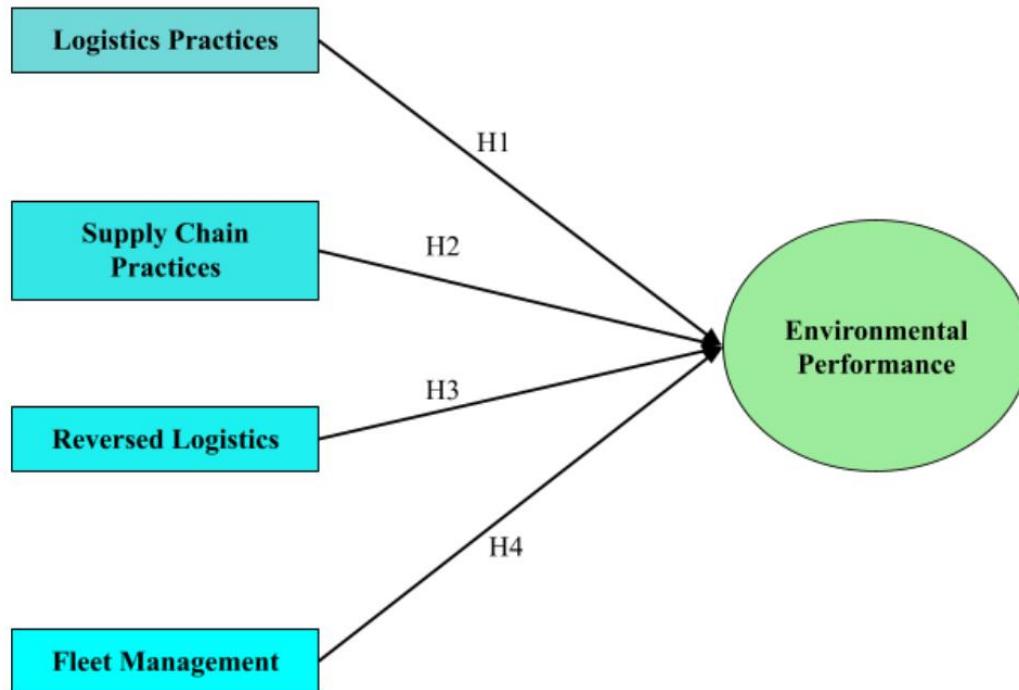 Logistics Practices
H1
Supply Chain
Practices
H2
Environmental
Performance
H3
Reversed Logistics
H4
Fleet Management